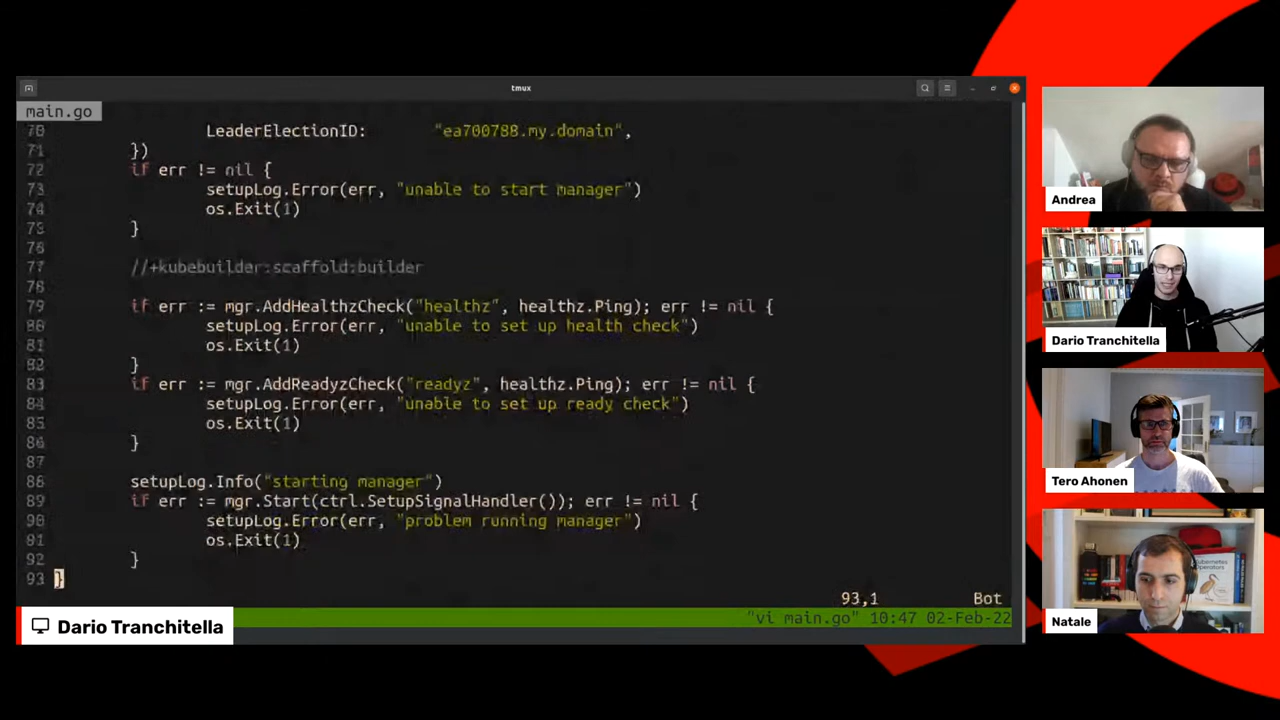 tmux
main.go
70 LeaderElectionID: "ea700788.my.domain",
71 })
72 if err != nil {
73 setupLog.Error(err, "unable to start manager")
74 os.Exit(1)
75 }
76
77 //+kubebuilder:scaffold:builder
78
79 if err := mgr.AddHealthzCheck("healthz", healthz.Ping); err != nil {
80 setupLog.Error(err, "unable to set up health check")
81 os.Exit(1)
82 }
83 if err := mgr.AddReadyzCheck("readyz", healthz.Ping); err != nil {
84 setupLog.Error(err, "unable to set up ready check")
85 os.Exit(1)
86 }
87
88 setupLog.Info("starting manager")
89 if err := mgr.Start(ctrl.SetupSignalHandler()); err != nil {
90 setupLog.Error(err, "problem running manager")
91 os.Exit(1)
92 }
93 }
93,1 Bot
"vi main.go" 10:47 02-Feb-22
Dario Tranchitella
Andrea
Dario Tranchitella
Tero Ahonen
Natale
Kubernetes
Operators